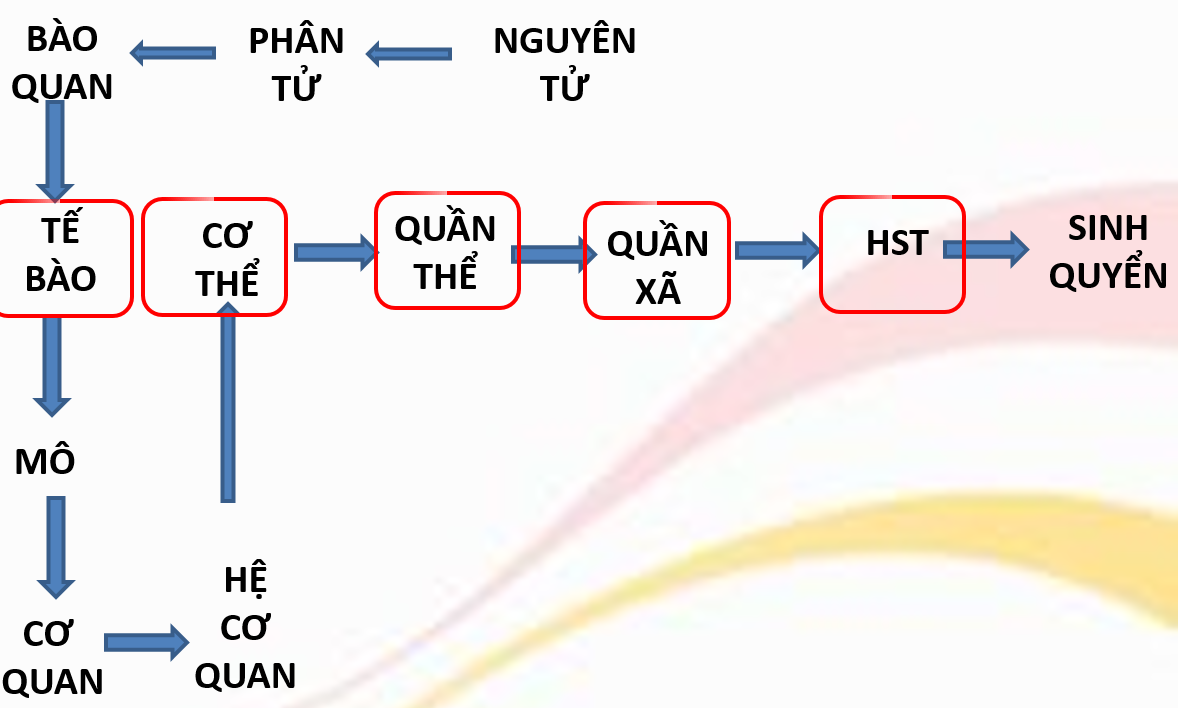 BÀO
QUAN
PHÂN
TỬ
NGUYÊN
TỬ
TẾ
BÀO
CƠ
THỂ
QUẦN
THỂ
QUẦN
XÃ
HST
SINH
QUYỂN
MÔ
CƠ
QUAN
HỆ
CƠ
QUAN